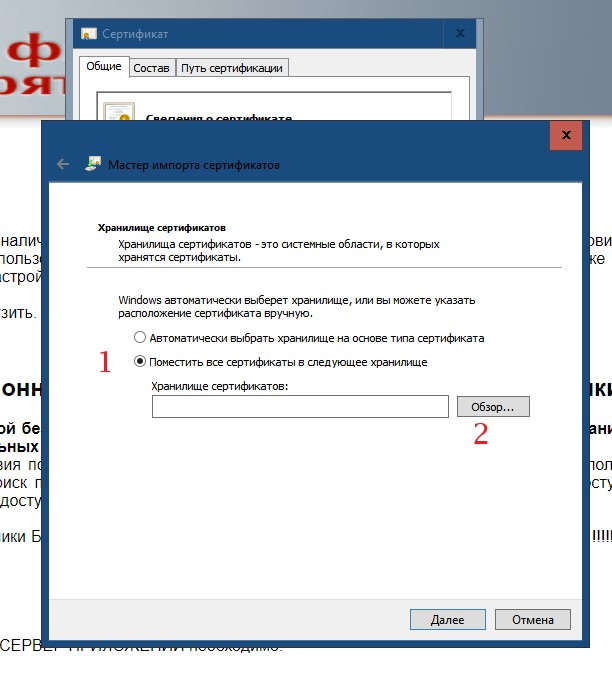 Сертификат
Общие Состав Путь сертификации
Сведения о сертификате
Мастер импорта сертификатов
Хранилище сертификатов
Хранилища сертификатов - это системные области, в которых
хранятся сертификаты.
Windows автоматически выберет хранилище, или вы можете указать
расположение сертификата вручную.
Автоматически выбрать хранилище на основе типа сертификата
1 Поместить все сертификаты в следующее хранилище
Хранилище сертификатов:
Обзор...
2
Далее Отмена